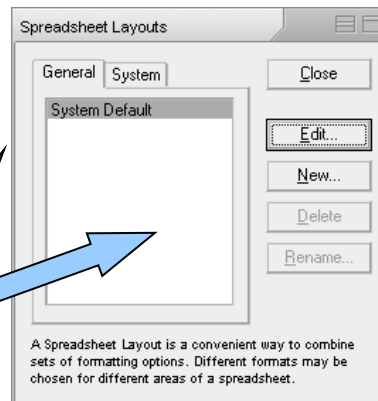 Spreadsheet Layouts
General System
System Default
Close
Edit...
New...
Delete
Rename...
A Spreadsheet Layout is a convenient way to combine
sets of formatting options. Different formats may be
chosen for different areas of a spreadsheet.